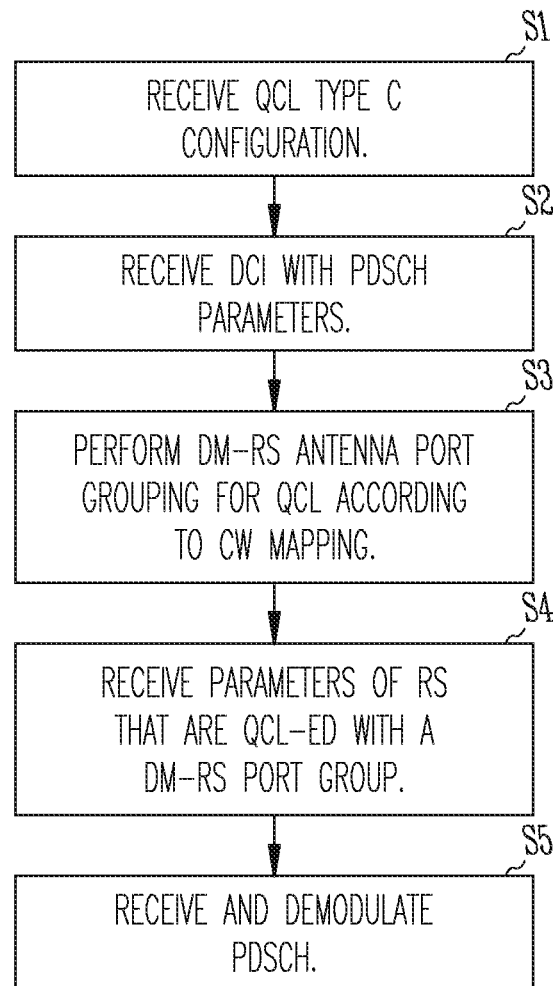 S1
RECEIVE QCL TYPE C
CONFIGURATION.
S2
RECEIVE DCI WITH PDSCH
PARAMETERS.
S3
PERFORM DM-RS ANTENNA PORT
GROUPING FOR QCL ACCORDING
TO CW MAPPING.
S4
RECEIVE PARAMETERS OF RS
THAT ARE QCL-ED WITH A
DM-RS PORT GROUP.
S5
RECEIVE AND DEMODULATE
PDSCH.